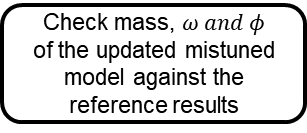 Check mass, ω and ϕ
of the updated mistuned
model against the
reference results